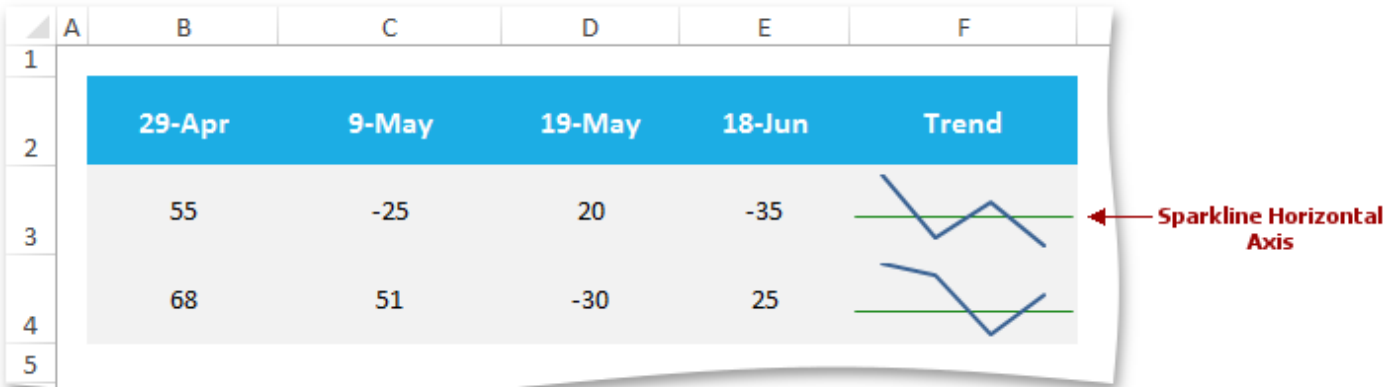 A B C D E F
1
2 29-Apr 9-May 19-May 18-Jun Trend
3 55 -25 20 -35
Sparkline Horizontal
Axis
4 68 51 -30 25
5